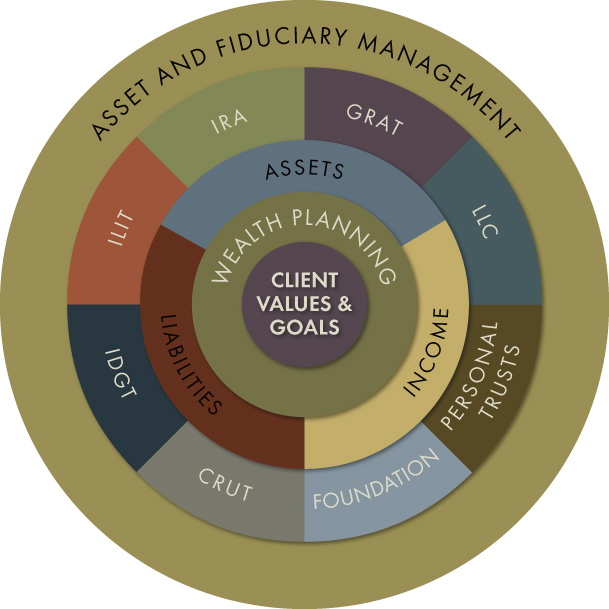 ASSET AND FIDUCIARY MANAGEMENT
IRA
GRAT
LLC
PERSONAL
TRUSTS
FOUNDATION
CRUT
IDGT
ILIT
ASSETS
INCOME
LIABILITIES
WEALTH PLANNING
CLIENT
VALUES &
GOALS